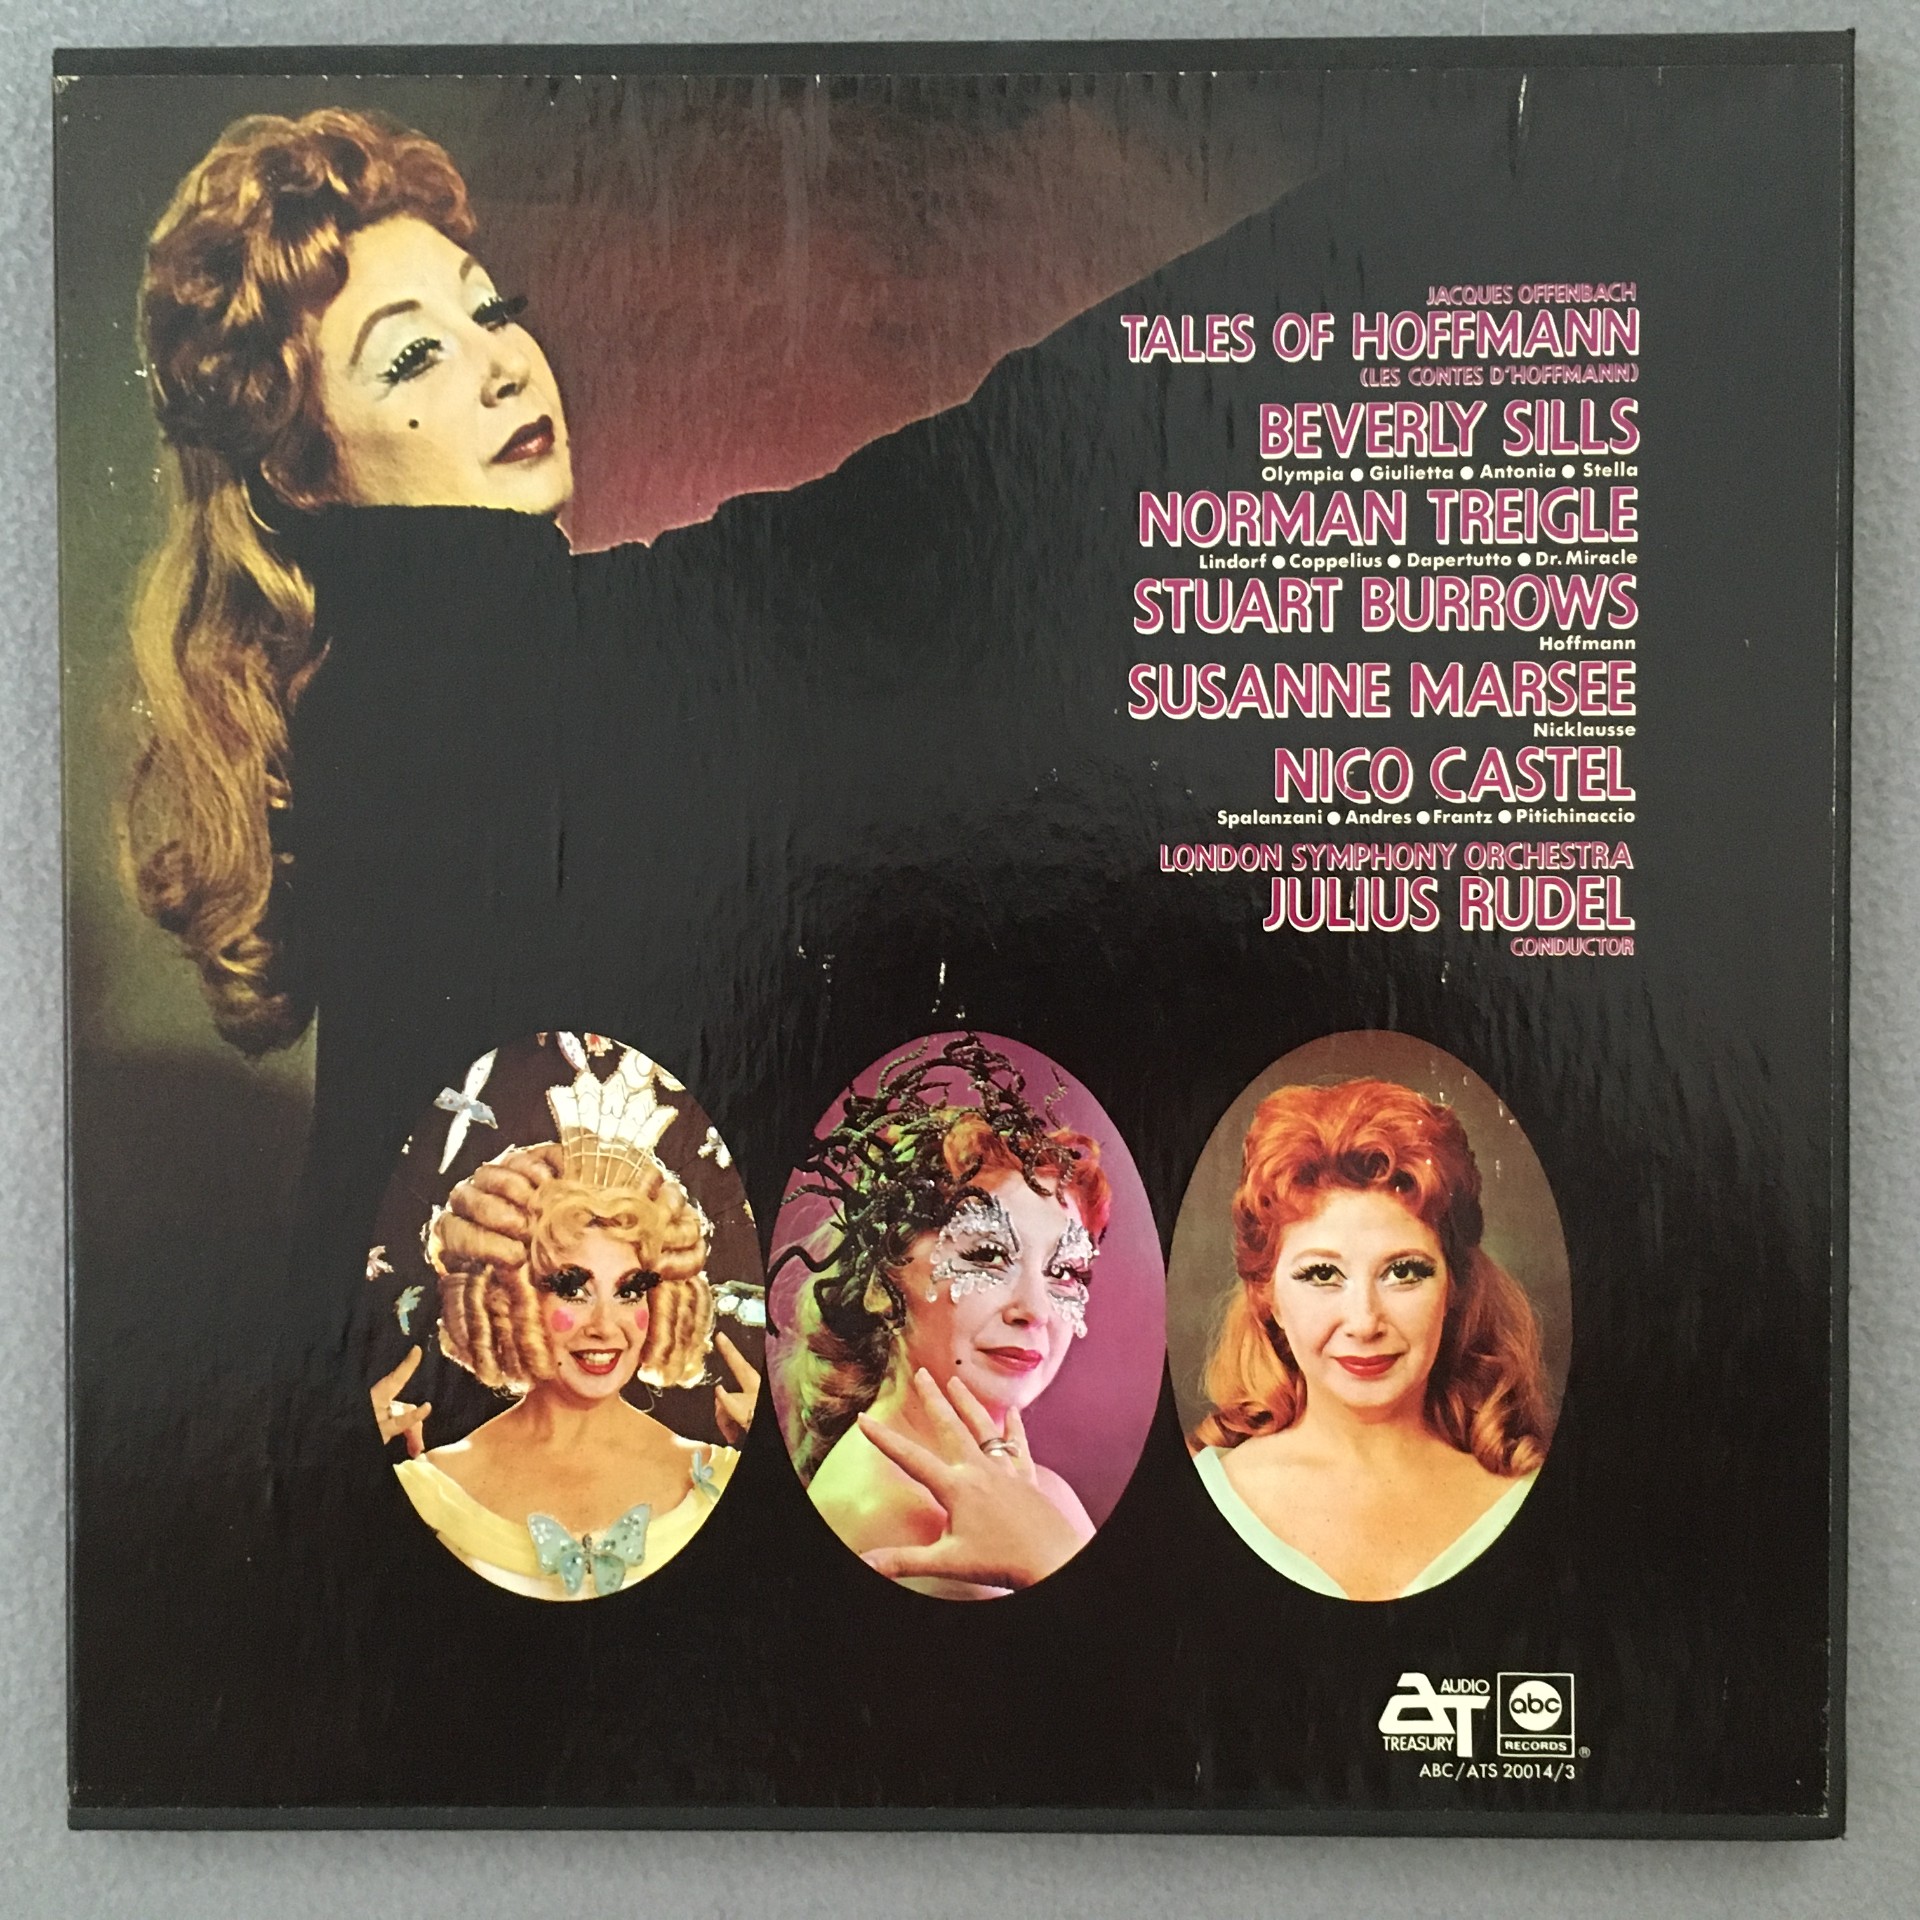 JACQUES OFFENBACH
TALES OF HOFFMANN
(LES CONTES D'HOFFMANN)
BEVERLY SILLS
Olympia ● Giulietta ● Antonia ● Stella
NORMAN TREIGLE
Lindorf ● Coppelius ● Dapertutto ● Dr. Miracle
STUART BURROWS
Hoffmann
SUSANNE MARSEE
Nicklausse
NICO CASTEL
Spalanzani ● Andres ● Frantz ● Pitichinaccio
LONDON SYMPHONY ORCHESTRA
JULIUS RUDEL
CONDUCTOR
AT AUDIO
TREASURY
abc
RECORDS ®
ABC/ATS 20014/3